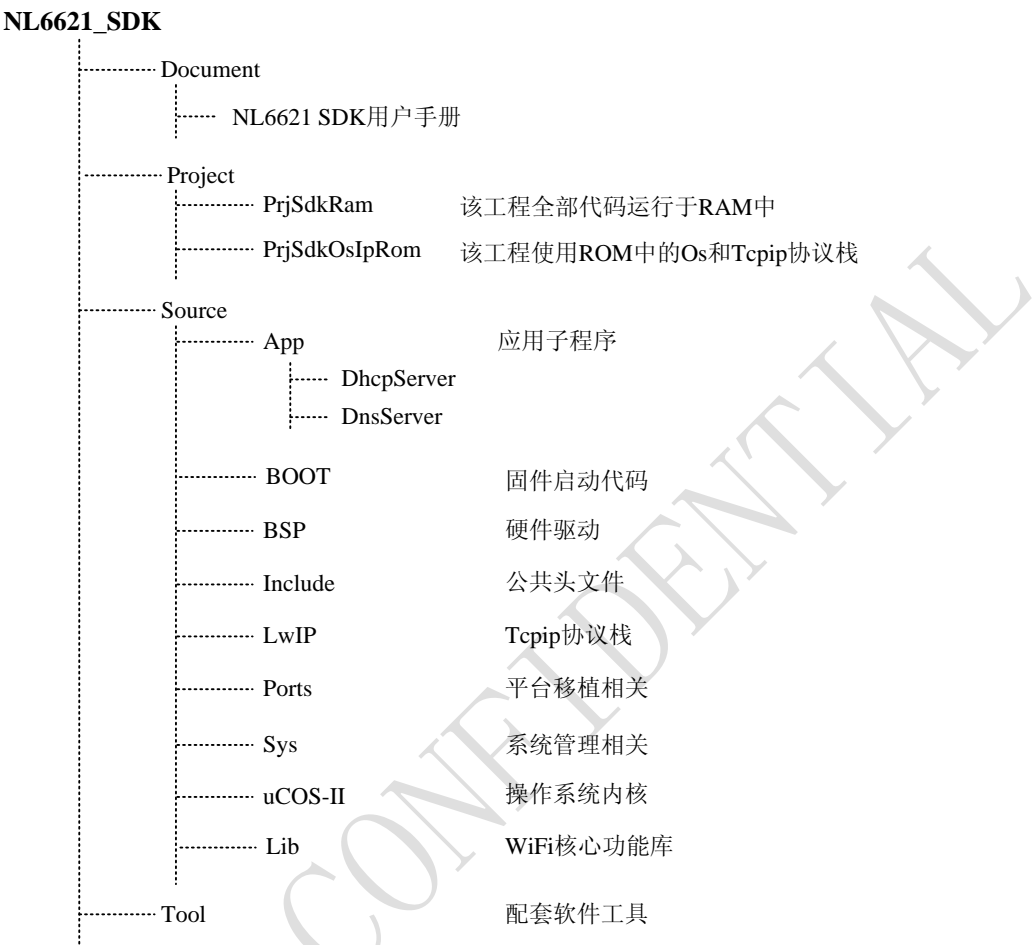 NL6621_SDK
Document
NL6621 SDK用户手册
Project
PrjSdkRam 该工程全部代码运行于RAM中
PrjSdkOsIpRom 该工程使用ROM中的Os和Tcpip协议栈
Source
App 应用子程序
DhcpServer
DnsServer
BOOT 固件启动代码
BSP 硬件驱动
Include 公共头文件
LwIP Tcpip协议栈
Ports 平台移植相关
Sys 系统管理相关
uCOS-II 操作系统内核
Lib WiFi核心功能库
Tool 配套软件工具
CONFIDENTIAL